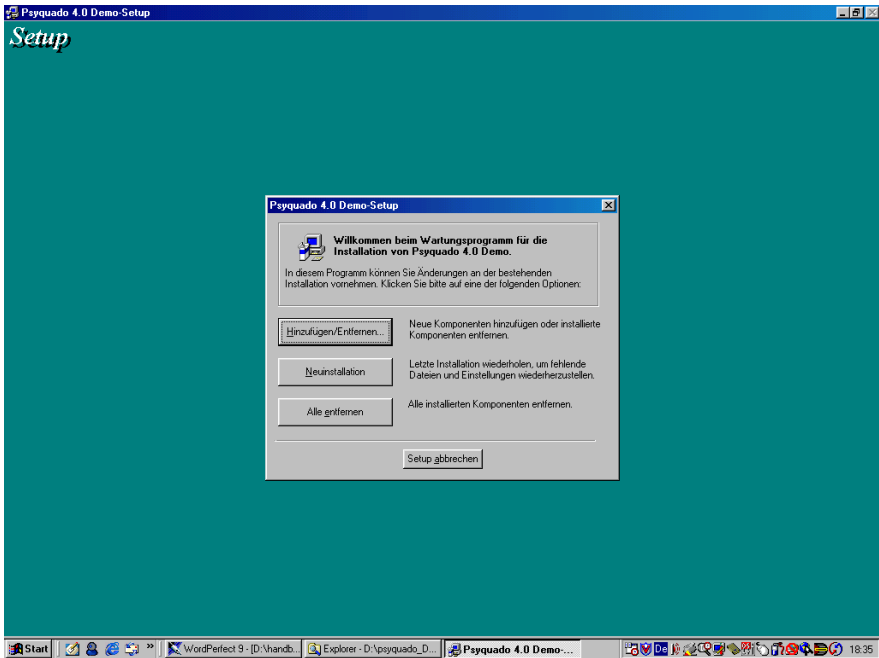 Psyquado 4.0 Demo-Setup
Setup
Psyquado 4.0 Demo-Setup
Willkommen beim Wartungsprogramm für die
Installation von Psyquado 4.0 Demo.
In diesem Programm können Sie Änderungen an der bestehenden
Installation vornehmen. Klicken Sie bitte auf eine der folgenden Optionen:
Hinzufügen/Entfernen...
Neue Komponenten hinzufügen oder installierte
Komponenten entfernen.
Neuinstallation
Letzte Installation wiederholen, um fehlende
Dateien und Einstellungen wiederherzustellen.
Alle entfernen
Alle installierten Komponenten entfernen.
Setup abbrechen
Start
»
WordPerfect 9 - [D:\handb...
Explorer - D:\psyquado_D...
Psyquado 4.0 Demo-...
De
18:35